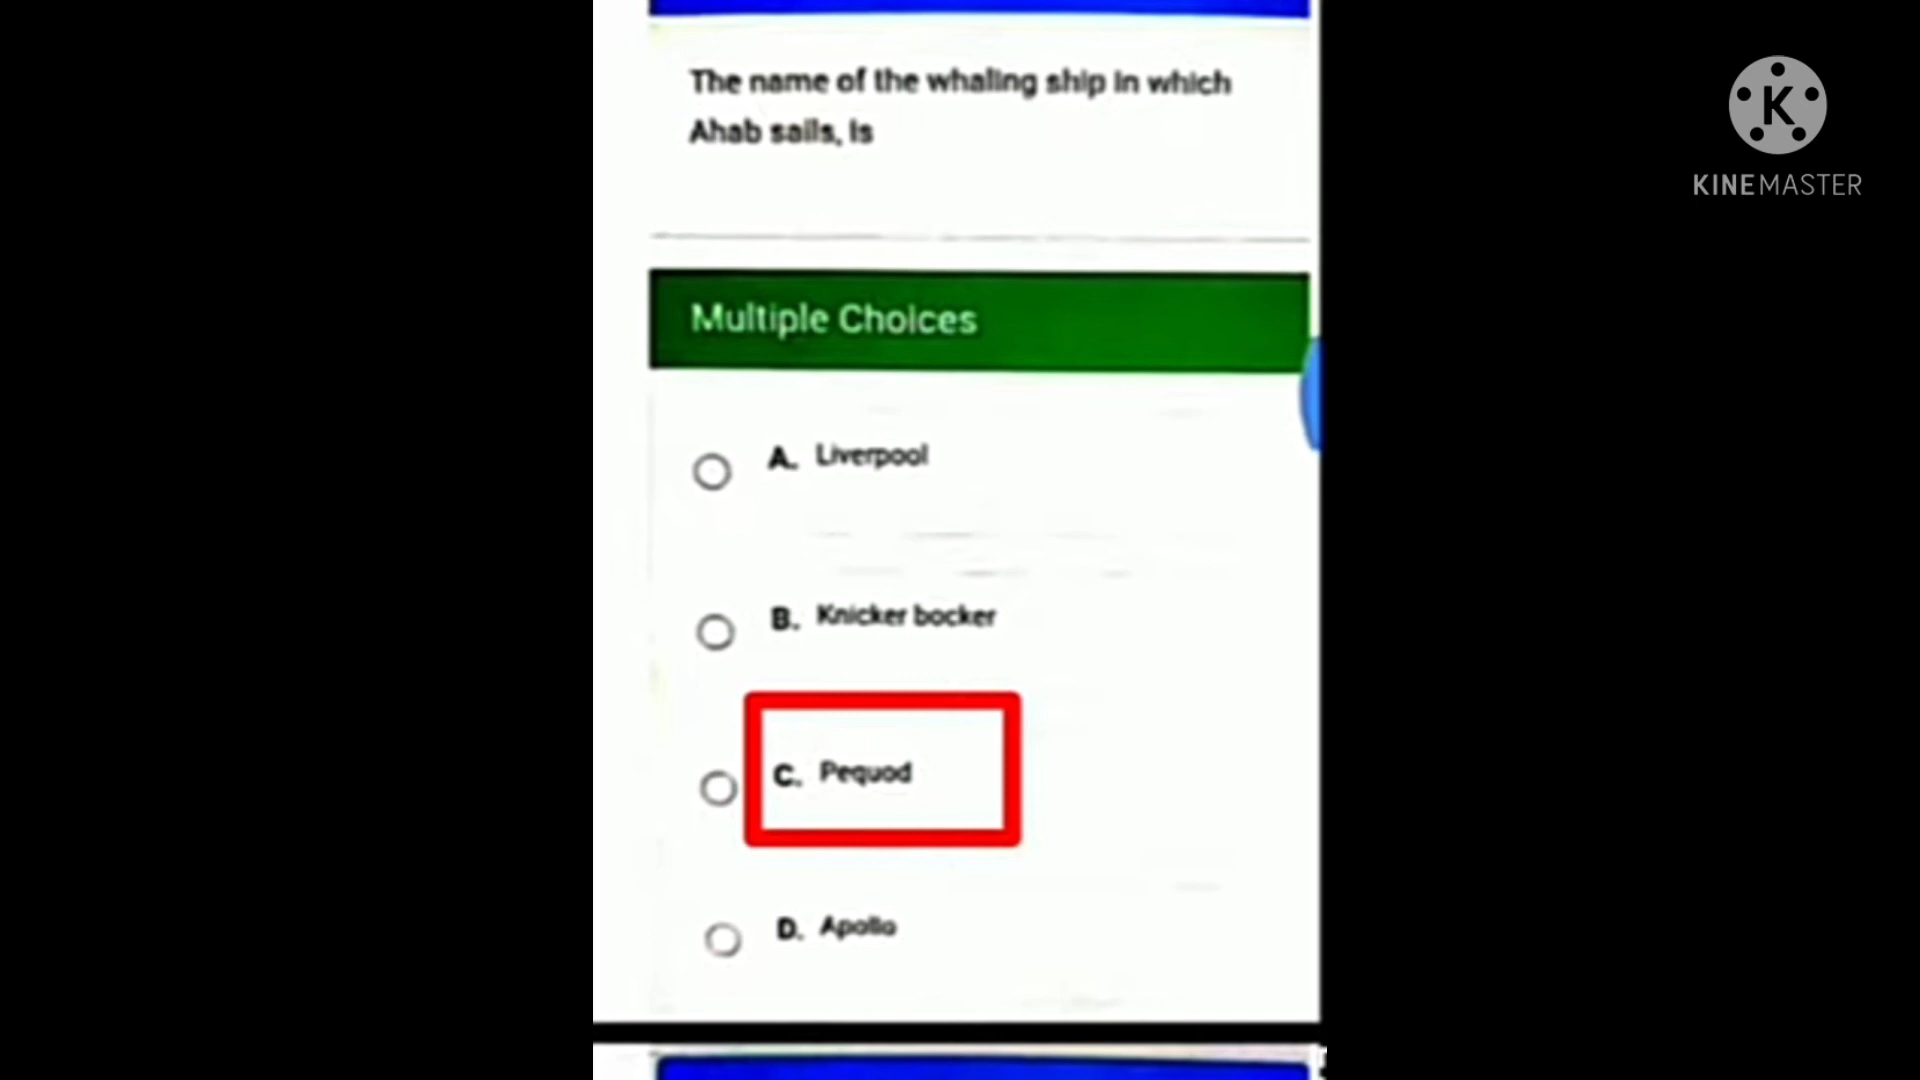 The name of the whaling ship in which
Ahab sails, is
Multiple Choices
A. Liverpool
B. Knicker bocker
C. Pequod
D. Apollo
K
KINEMASTER